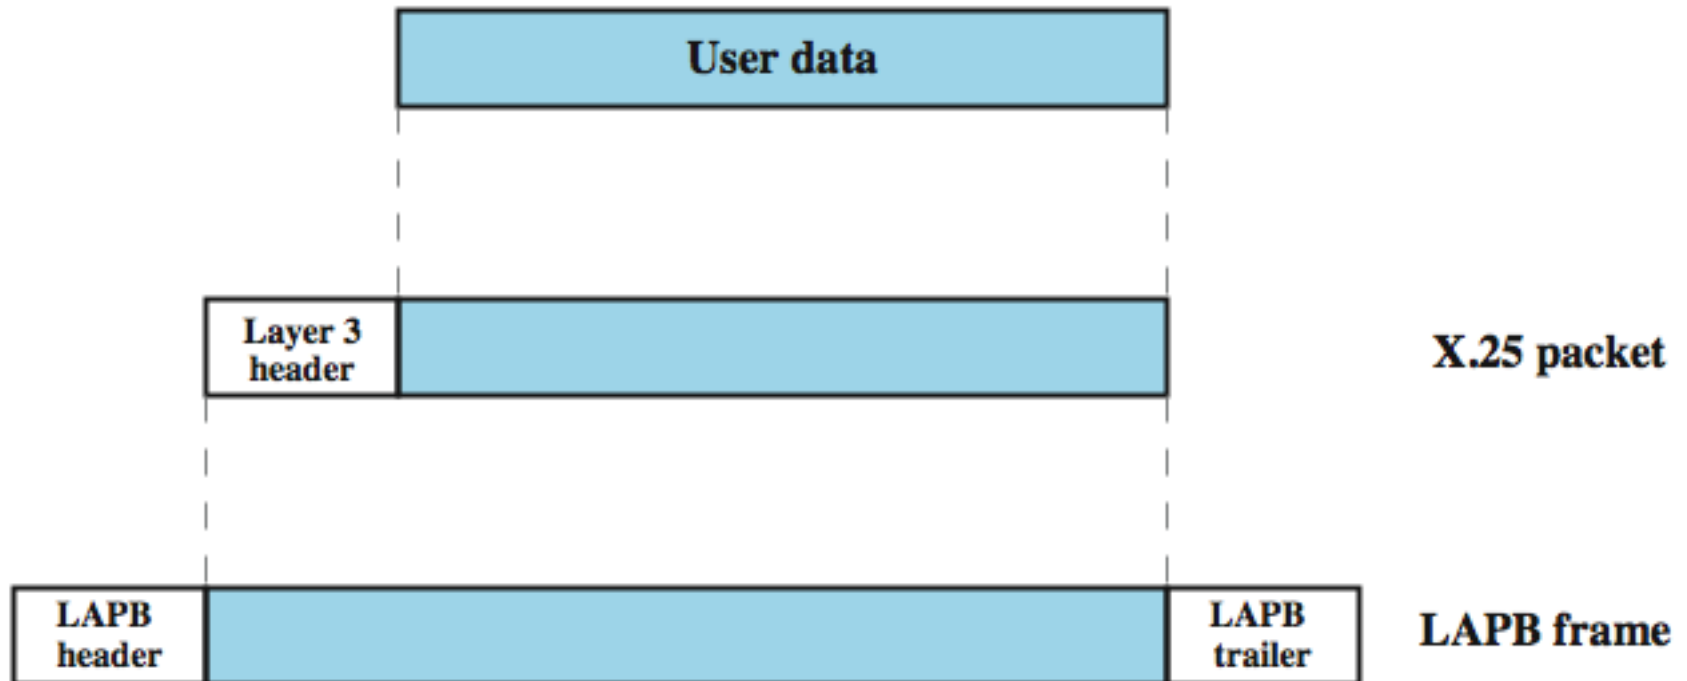 User data
Layer 3
header
X.25 packet
LAPB
header
LAPB
trailer
LAPB frame